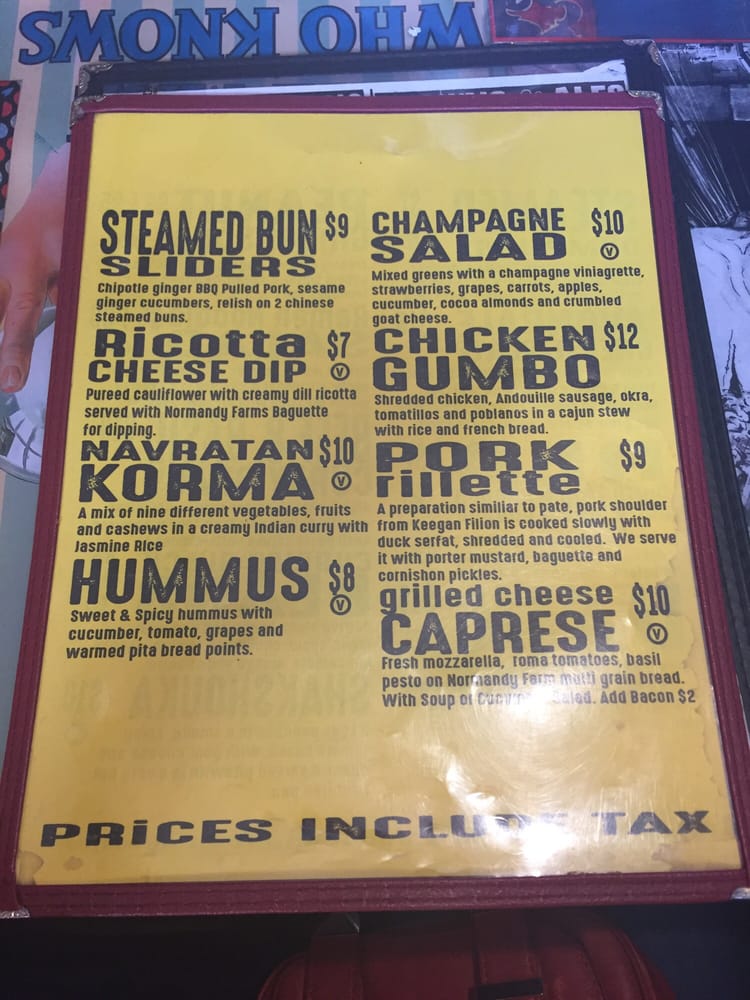 WHO KNOWS
STEAMED BUN $9
SLIDERS
Chipotle ginger BBQ Pulled Pork, sesame
ginger cucumbers, relish on 2 chinese
steamed buns.
Ricotta $7
CHEESE DIP V
Pureed cauliflower with creamy dill ricotta
served with Normandy Farms Baguette
for dipping.
NAVRATAN $10
KORMA V
A mix of nine different vegetables, fruits
and cashews in a creamy Indian curry with
Jasmine Rice
HUMMUS $8
V
Sweet & Spicy hummus with
cucumber, tomato, grapes and
warmed pita bread points.
CHAMPAGNE $10
SALAD V
Mixed greens with a champagne viniagrette,
strawberries, grapes, carrots, apples,
cucumber, cocoa almonds and crumbled
goat cheese.
CHICKEN $12
GUMBO
Shredded chicken, Andouille sausage, okra,
tomatillos and poblanos in a cajun stew
with rice and french bread.
PORK $9
rillette
A preparation similiar to pate, pork shoulder
from Keegan Filion is cooked slowly with
duck serfat, shredded and cooled. We serve
it with porter mustard, baguette and
cornishon pickles.
grilled cheese $10
CAPRESE V
Fresh mozzarella, roma tomatoes, basil
pesto on Normandy Farm multi grain bread.
With Soup or Salad. Add Bacon $2
PRiCES INCLUDE TAX